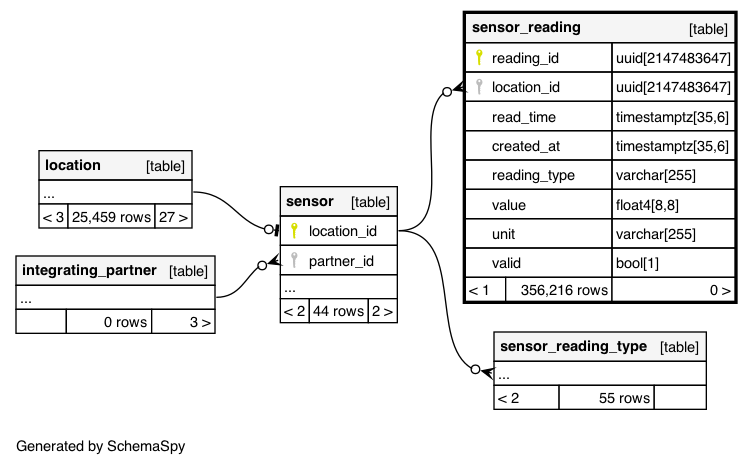 sensor_reading [table]
reading_id uuid[2147483647]
location_id uuid[2147483647]
read_time timestamptz[35,6]
created_at timestamptz[35,6]
reading_type varchar[255]
value float4[8,8]
unit varchar[255]
valid bool[1]
< 1 356,216 rows 0 >
location [table]
...
< 3 25,459 rows 27 >
sensor [table]
location_id
partner_id
...
< 2 44 rows 2 >
integrating_partner [table]
...
0 rows 3 >
sensor_reading_type [table]
...
< 2 55 rows
Generated by SchemaSpy